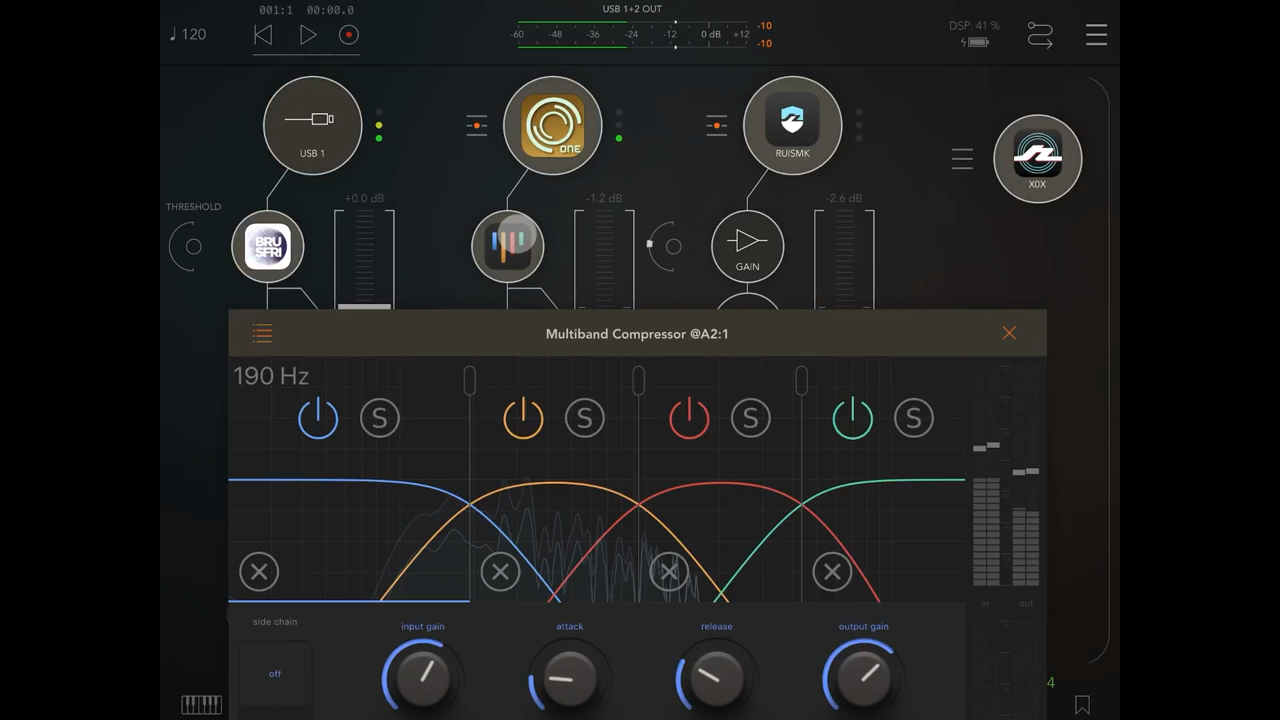 001:1 00:00.0
USB 1+2 OUT
120
-60 -48 -36 -24 -12 0 dB +12
-10
-10
DSP: 41 %
USB 1
ONE
RUISMK
X0X
THRESHOLD
+0.0 dB
-1.2 dB
-2.6 dB
BRU
SFRI
GAIN
Multiband Compressor @A2:1
190 Hz
S S S S
in out
side chain
input gain
attack
release
output gain
off
4